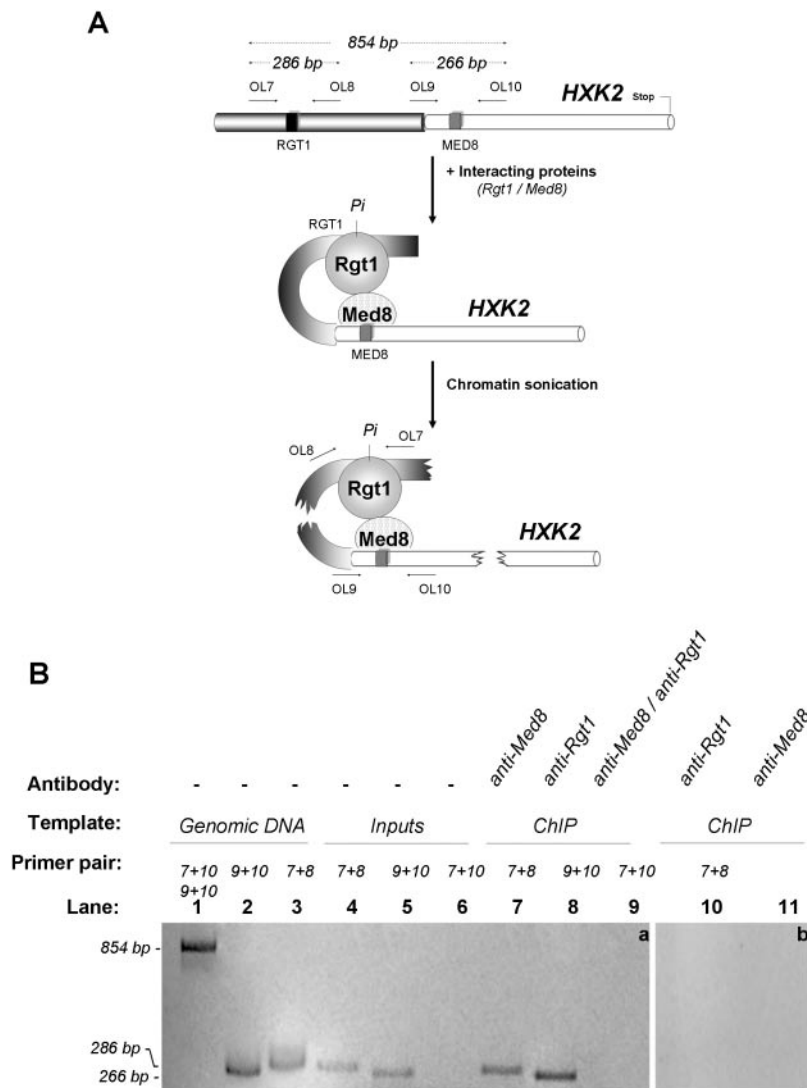 A
854 bp
286 bp 266 bp
OL7 OL8 OL9 OL10 HXK2 Stop
RGT1 MED8
+ Interacting proteins
(Rgt1 / Med8)
Pi
RGT1
Rgt1
Med8 HXK2
MED8
Chromatin sonication
Pi
OL8 OL7
Rgt1
Med8 HXK2
OL9 OL10
B
anti-Med8 anti-Rgt1 anti-Med8 / anti-Rgt1 anti-Rgt1 anti-Med8
Antibody: - - - - - -
Template: Genomic DNA Inputs ChIP ChIP
Primer pair: 7+10 9+10 7+8 7+8 9+10 7+10 7+8 9+10 7+10 7+8
9+10
Lane: 1 2 3 4 5 6 7 8 9 10 11
a b
854 bp -
286 bp
266 bp -